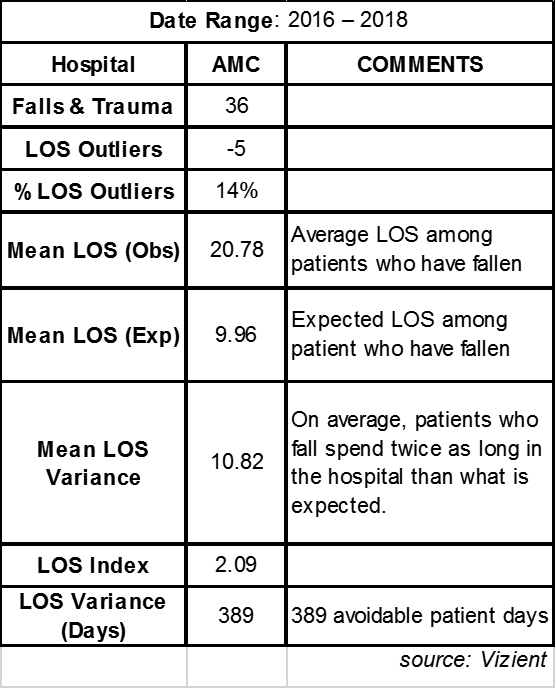 Date Range: 2016 – 2018
Hospital AMC COMMENTS
Falls & Trauma 36
LOS Outliers -5
% LOS Outliers 14%
Mean LOS (Obs) 20.78 Average LOS among
patients who have fallen
Mean LOS (Exp) 9.96 Expected LOS among
patient who have fallen
Mean LOS
Variance 10.82 On average, patients who
fall spend twice as long in
the hospital than what is
expected.
LOS Index 2.09
LOS Variance
(Days) 389 389 avoidable patient days
source: Vizient